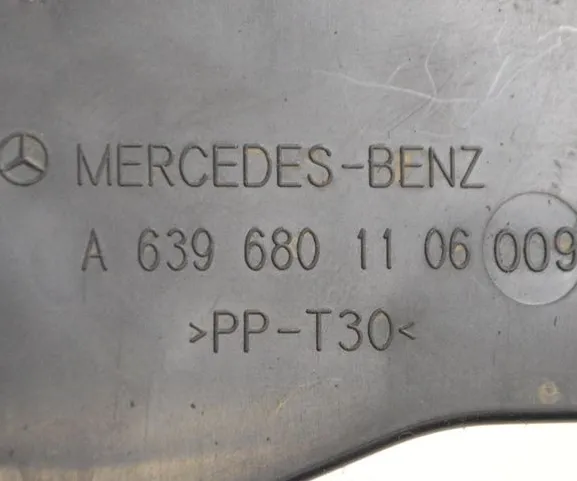 MERCEDES-BENZ
A 639 680 11 06 009
>PP-T30<